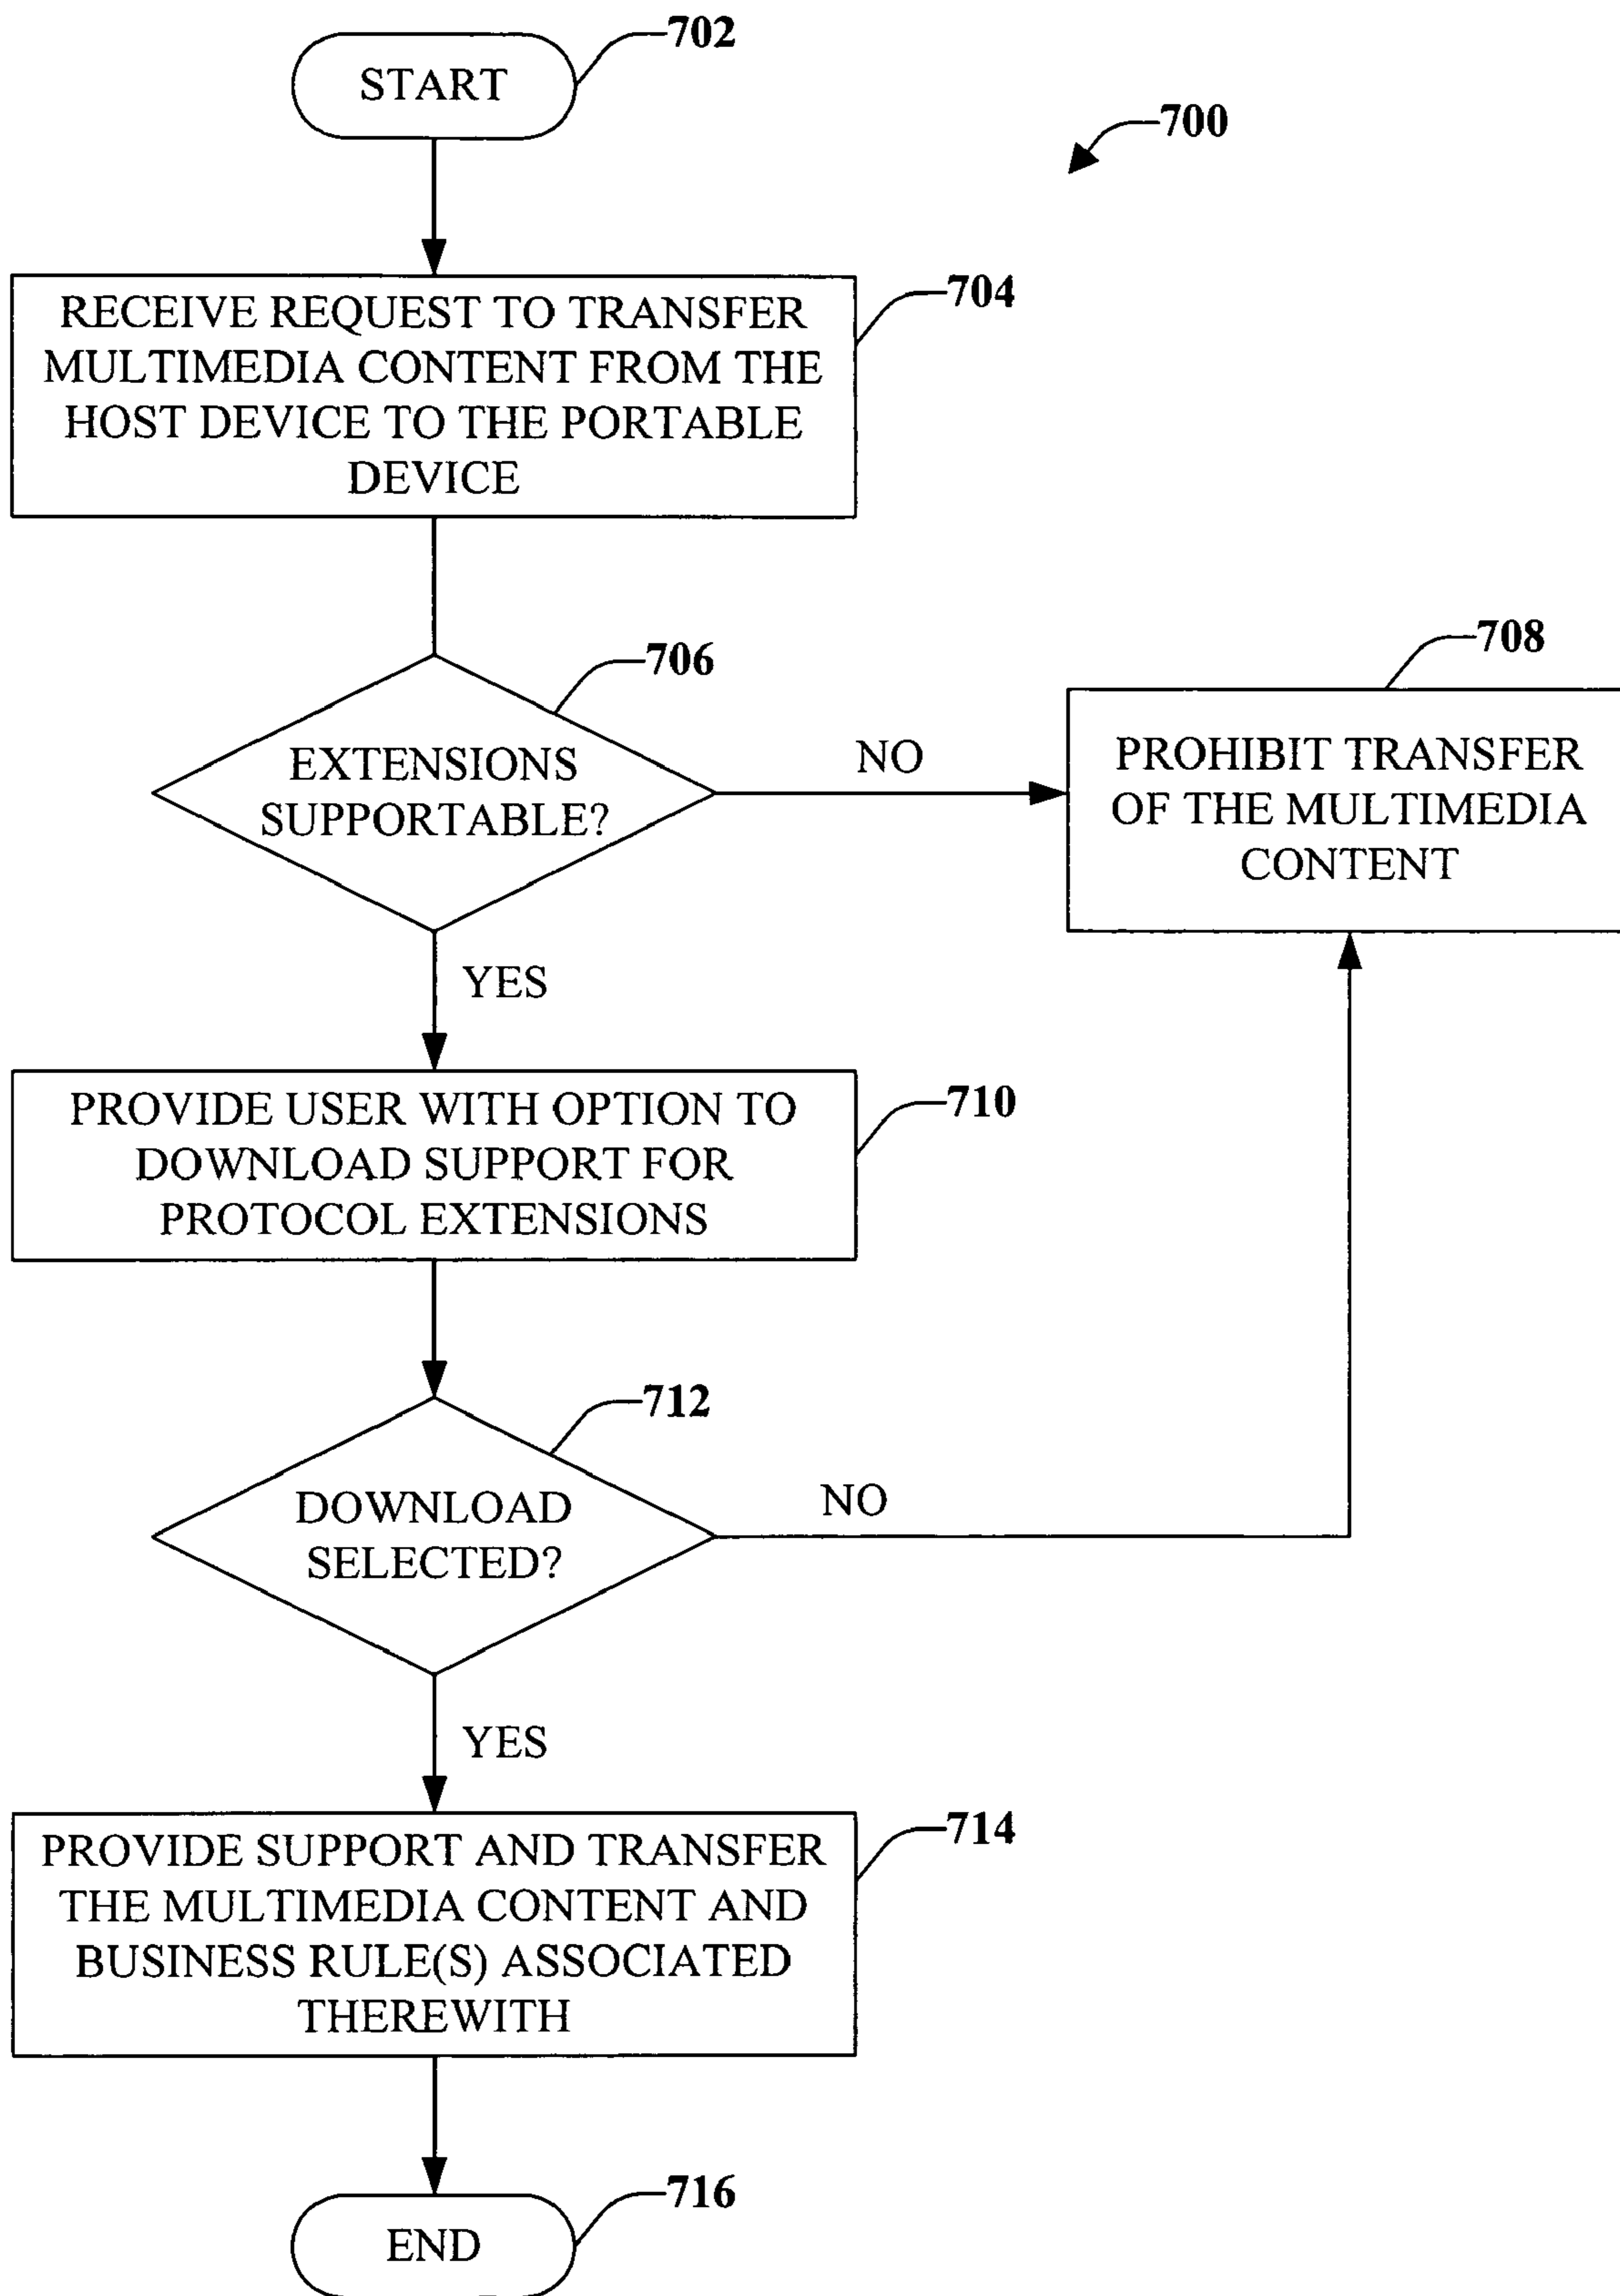 702
START
700
704
RECEIVE REQUEST TO TRANSFER
MULTIMEDIA CONTENT FROM THE
HOST DEVICE TO THE PORTABLE
DEVICE
706
EXTENSIONS
SUPPORTABLE?
NO
708
PROHIBIT TRANSFER
OF THE MULTIMEDIA
CONTENT
YES
710
PROVIDE USER WITH OPTION TO
DOWNLOAD SUPPORT FOR
PROTOCOL EXTENSIONS
712
DOWNLOAD
SELECTED?
NO
YES
714
PROVIDE SUPPORT AND TRANSFER
THE MULTIMEDIA CONTENT AND
BUSINESS RULE(S) ASSOCIATED
THEREWITH
716
END